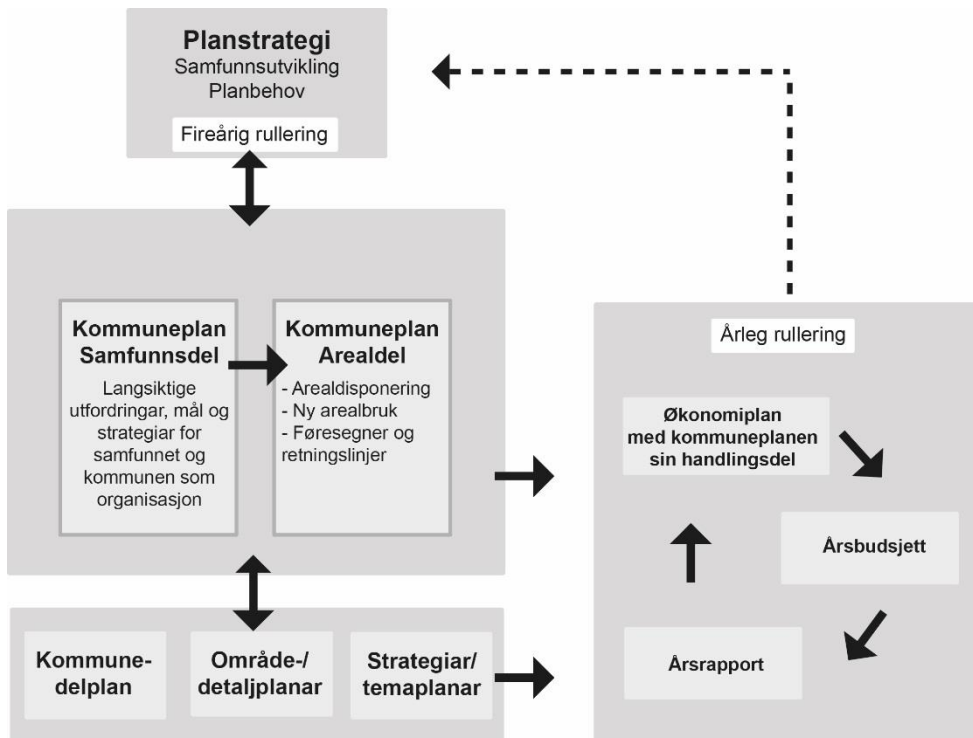 Planstrategi
Samfunnsutvikling
Planbehov
Fireårig rullering
Kommuneplan
Samfunnsdel
Langsiktige
utfordringar, mål og
strategiar for
samfunnet og
kommunen som
organisasjon
Kommuneplan
Arealdel
- Arealdisponering
- Ny arealbruk
- Føresegner og
retningslinjer
Kommune-
delplan
Område-/
detaljplanar
Strategiar/
temaplanar
Årleg rullering
Økonomiplan
med kommuneplanen
sin handlingsdel
Årsbudsjett
Årsrapport